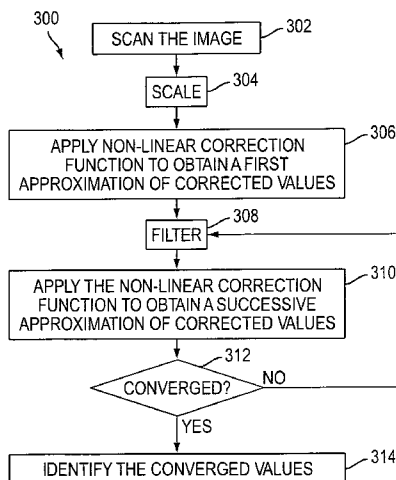 300
SCAN THE IMAGE
302
SCALE
304
APPLY NON-LINEAR CORRECTION
FUNCTION TO OBTAIN A FIRST
APPROXIMATION OF CORRECTED VALUES
306
FILTER
308
APPLY THE NON-LINEAR CORRECTION
FUNCTION TO OBTAIN A SUCCESSIVE
APPROXIMATION OF CORRECTED VALUES
310
312
CONVERGED?
NO
YES
IDENTIFY THE CONVERGED VALUES
314